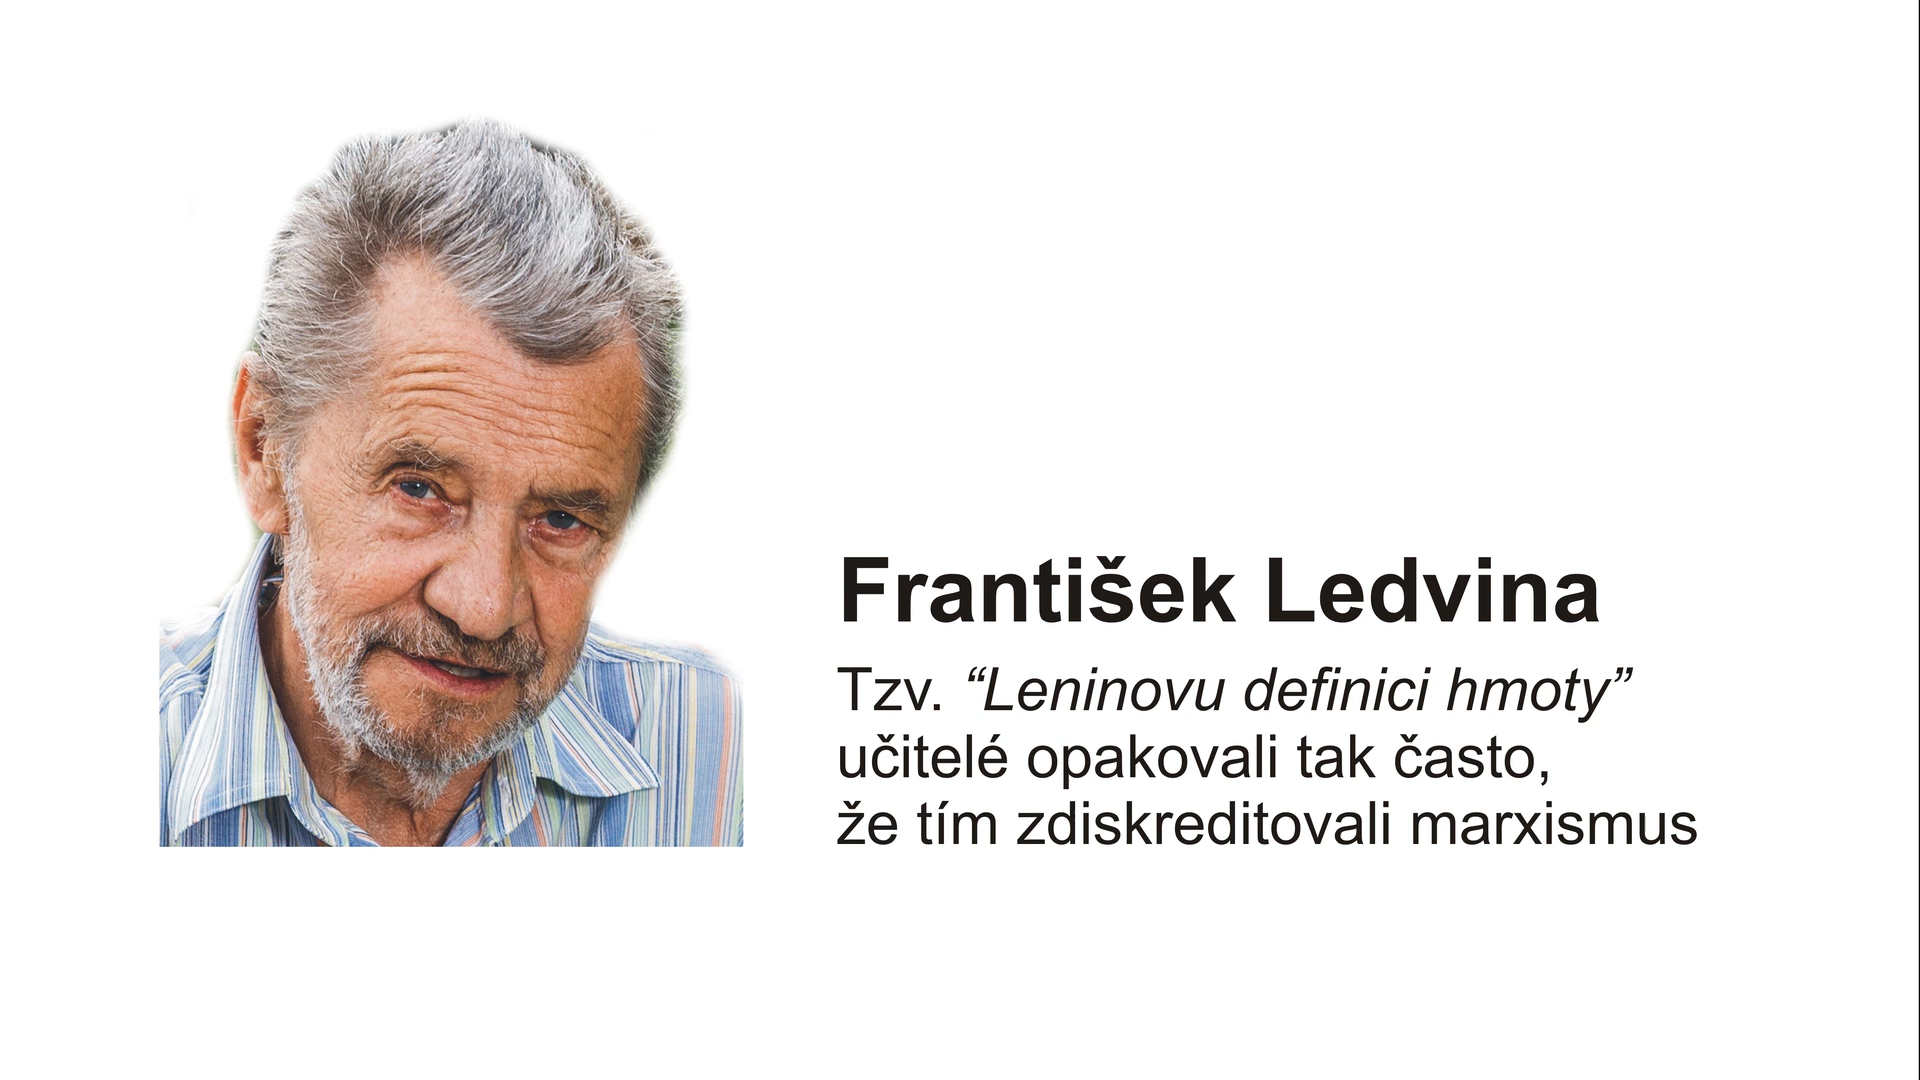 František Ledvina
Tzv. “Leninovu definici hmoty”
učitelé opakovali tak často,
že tím zdiskreditovali marxismus